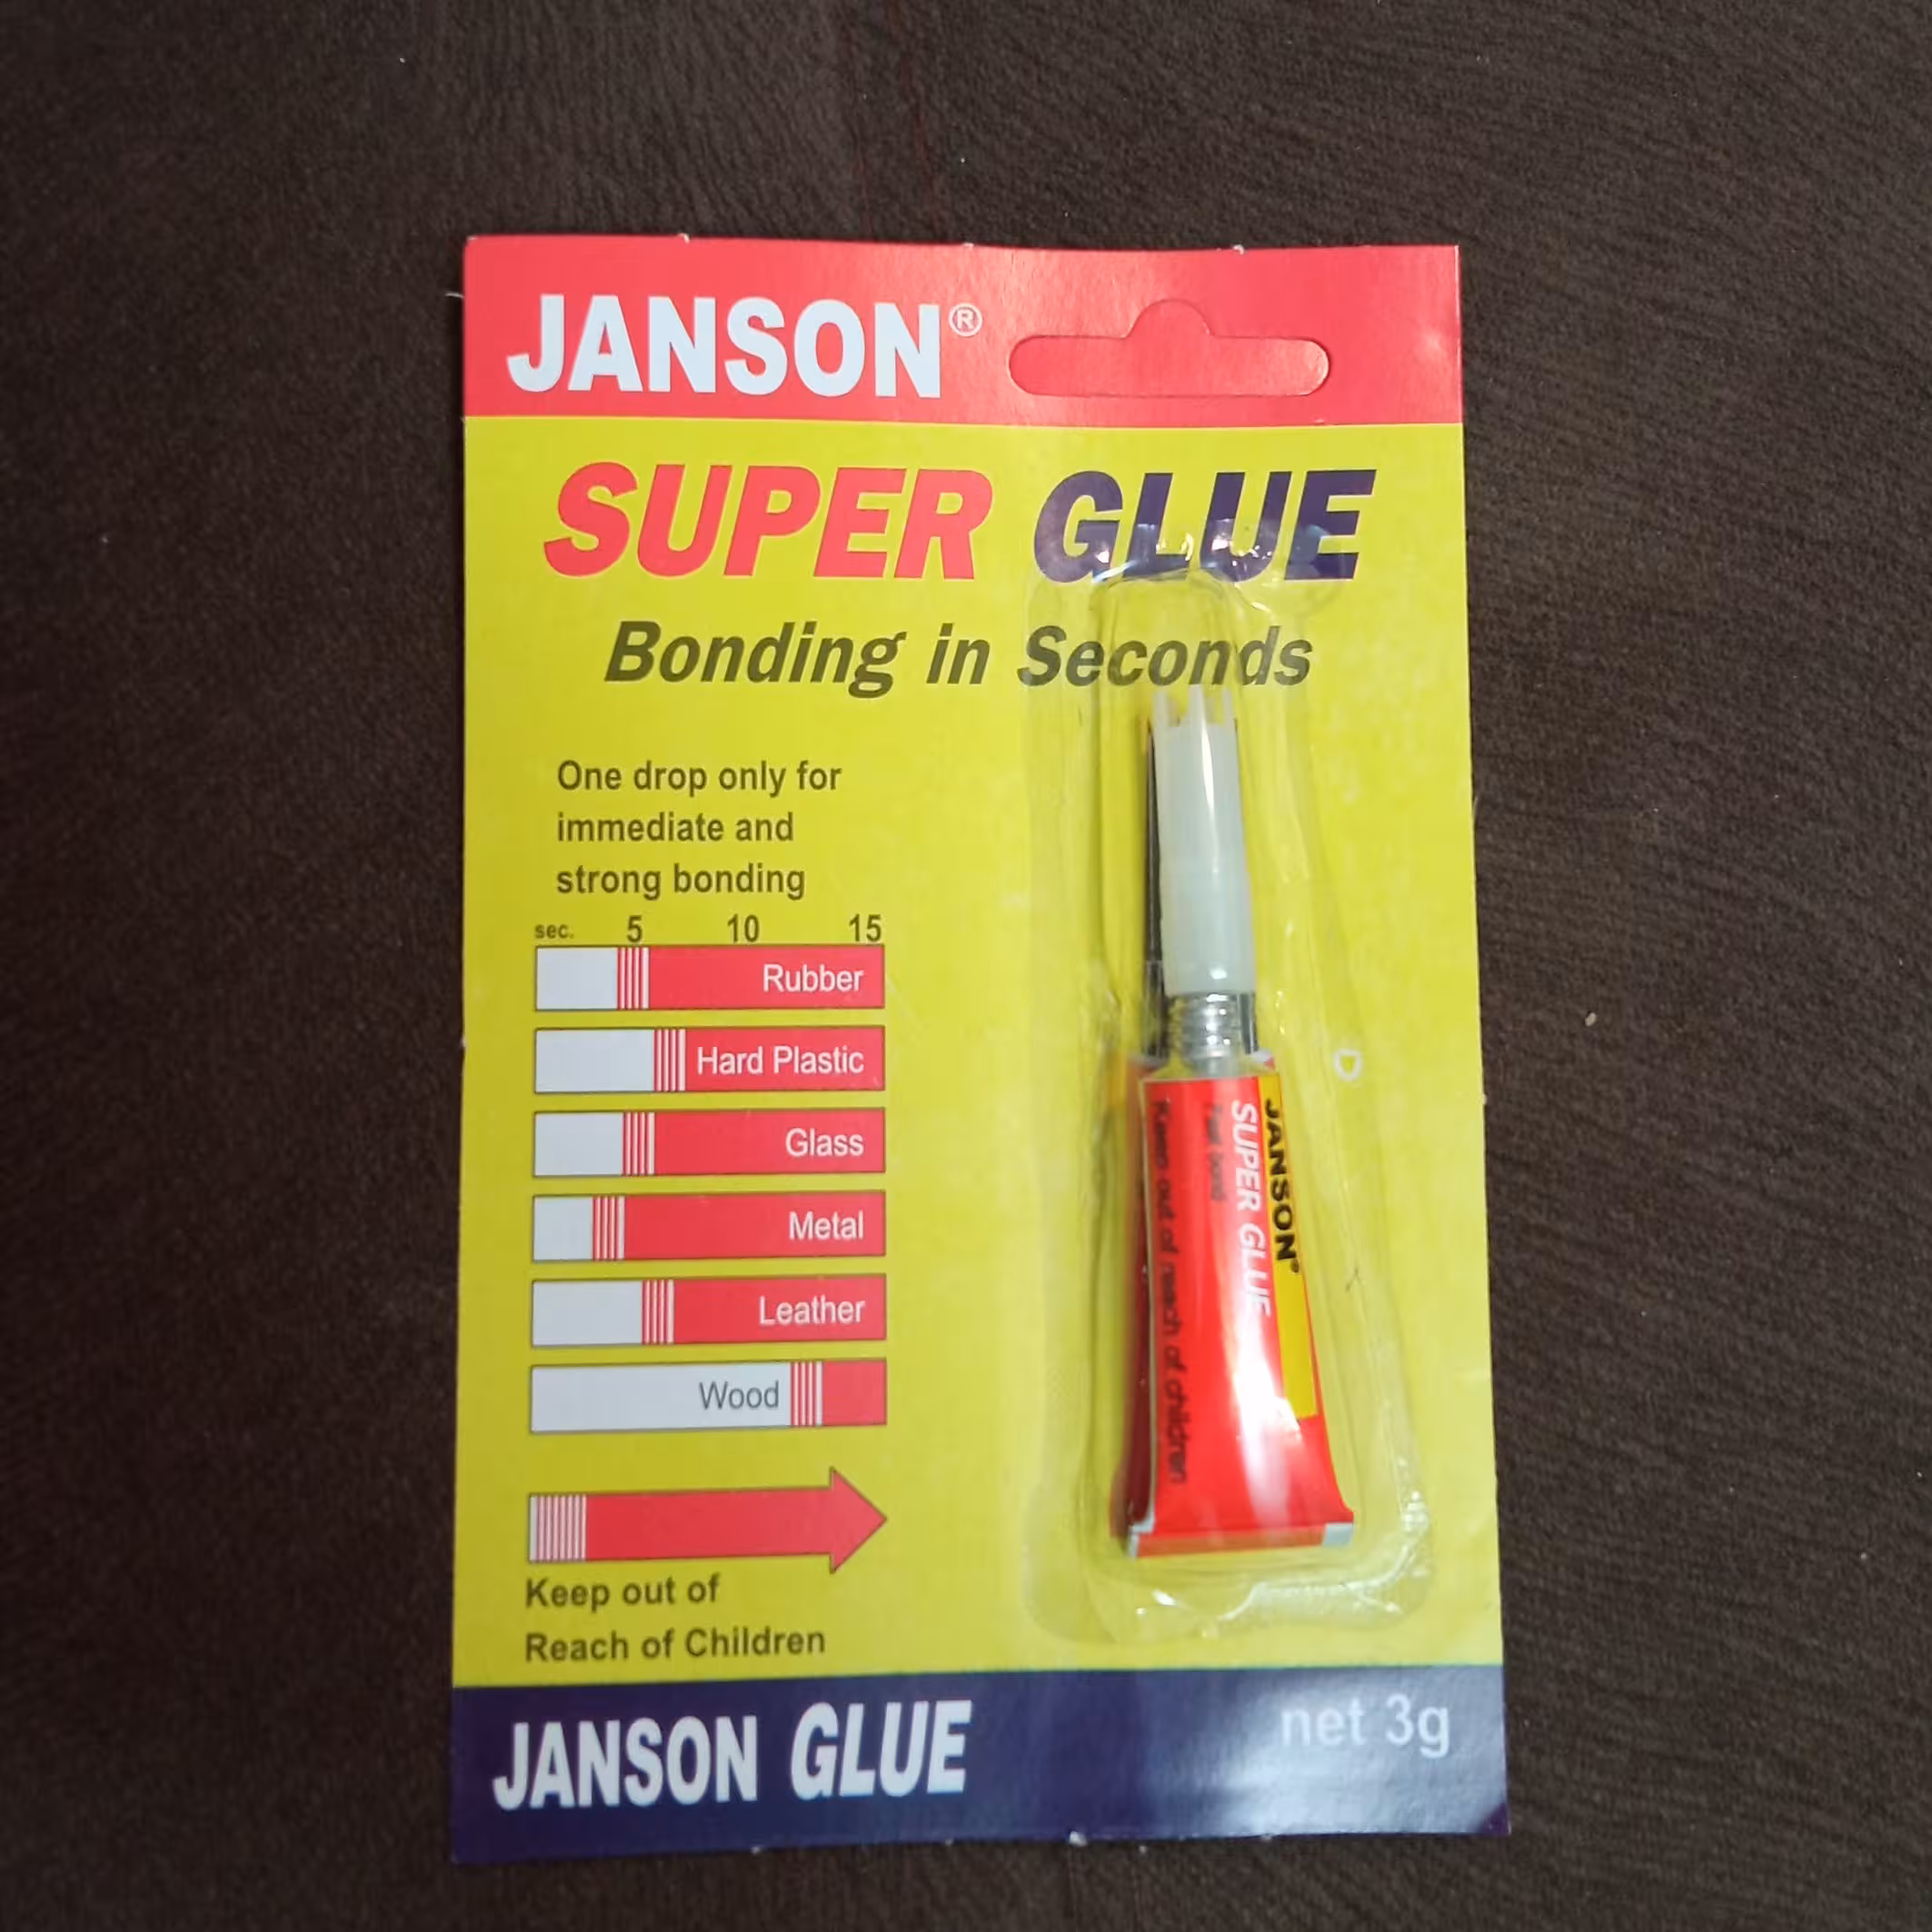 JANSON®
SUPER GLUE
Bonding in Seconds
One drop only for
immediate and
strong bonding
sec. 5 10 15
Rubber
Hard Plastic
Glass
Metal
Leather
Wood
Keep out of
Reach of Children
JANSON GLUE
net 3g
JANSON®
SUPER GLUE
Fast bond
Keep out of reach of children